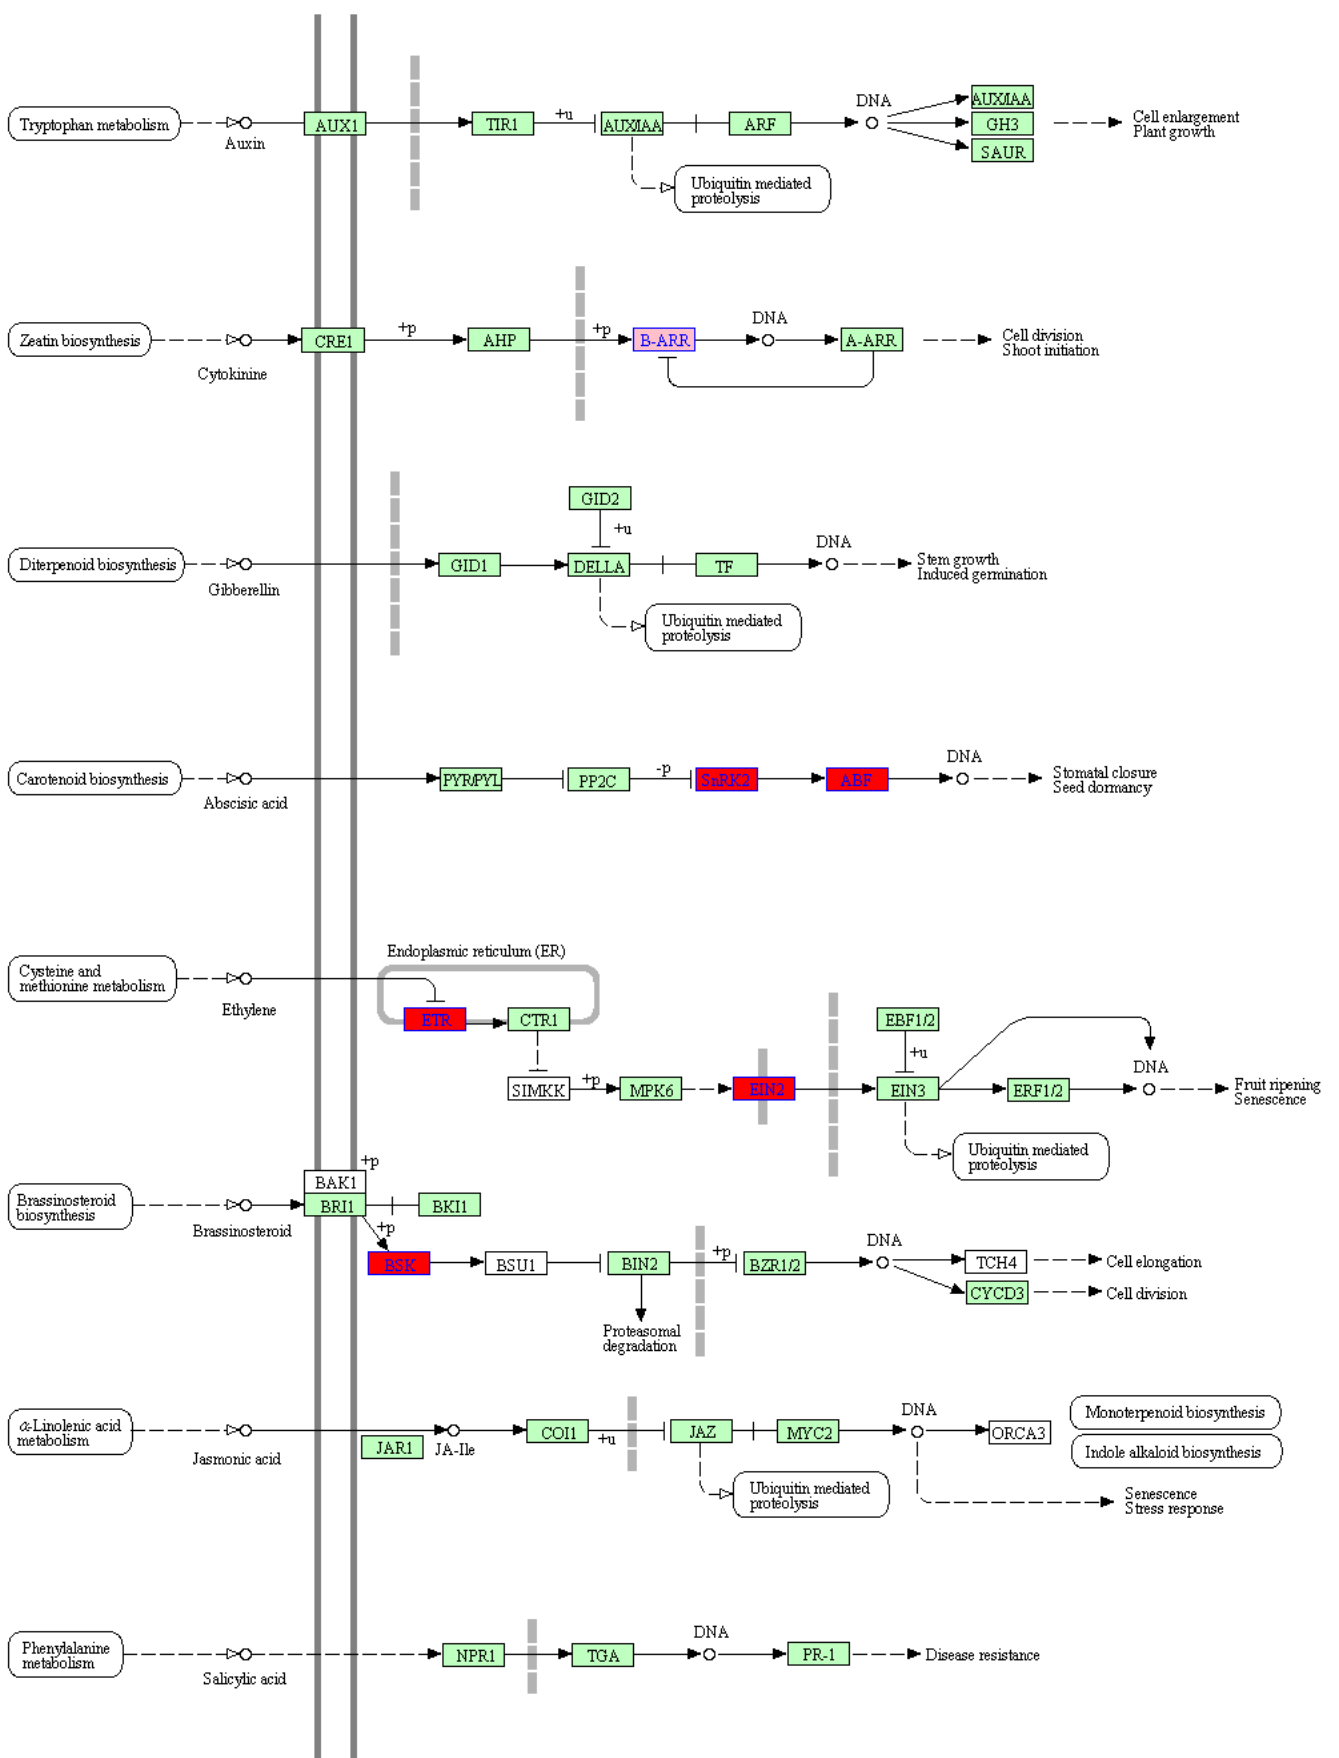 DNA
AUX/IAA
Tryptophan metabolism
AUX1
TIR1
+u
AUX/IAA
ARF
GH3
Cell enlargement
Plant growth
Auxin
SAUR
Ubiquitin mediated
proteolysis
DNA
Zeatin biosynthesis
CRE1
+p
AHP
+p
B-ARR
A-ARR
Cell division
Shoot initiation
Cytokinine
GID2
+u
DNA
Diterpenoid biosynthesis
GID1
DELLA
TF
Stem growth
Induced germination
Gibberellin
Ubiquitin mediated
proteolysis
DNA
Carotenoid biosynthesis
PYR/PYL
PP2C
-p
SnRK2
ABF
Stomatal closure
Seed dormancy
Abscisic acid
Endoplasmic reticulum (ER)
Cysteine and
methionine metabolism
Ethylene
ETR
CTR1
EBF1/2
+u
DNA
SIMKK
+p
MPK6
EIN2
EIN3
ERF1/2
Fruit ripening
Senescence
Ubiquitin mediated
proteolysis
+p
BAK1
Brassinosteroid
biosynthesis
BRI1
BKI1
Brassinosteroid
+p
DNA
BSK
BSU1
BIN2
+p
BZR1/2
TCH4
Cell elongation
CYCD3
Cell division
Proteasomal
degradation
DNA
Monoterpenoid biosynthesis
α-Linolenic acid
metabolism
JAR1
JA-Ile
COI1
+u
JAZ
MYC2
ORCA3
Indole alkaloid biosynthesis
Jasmonic acid
Ubiquitin mediated
proteolysis
Senescence
Stress response
DNA
Phenylalanine
metabolism
NPR1
TGA
PR-1
Disease resistance
Salicylic acid